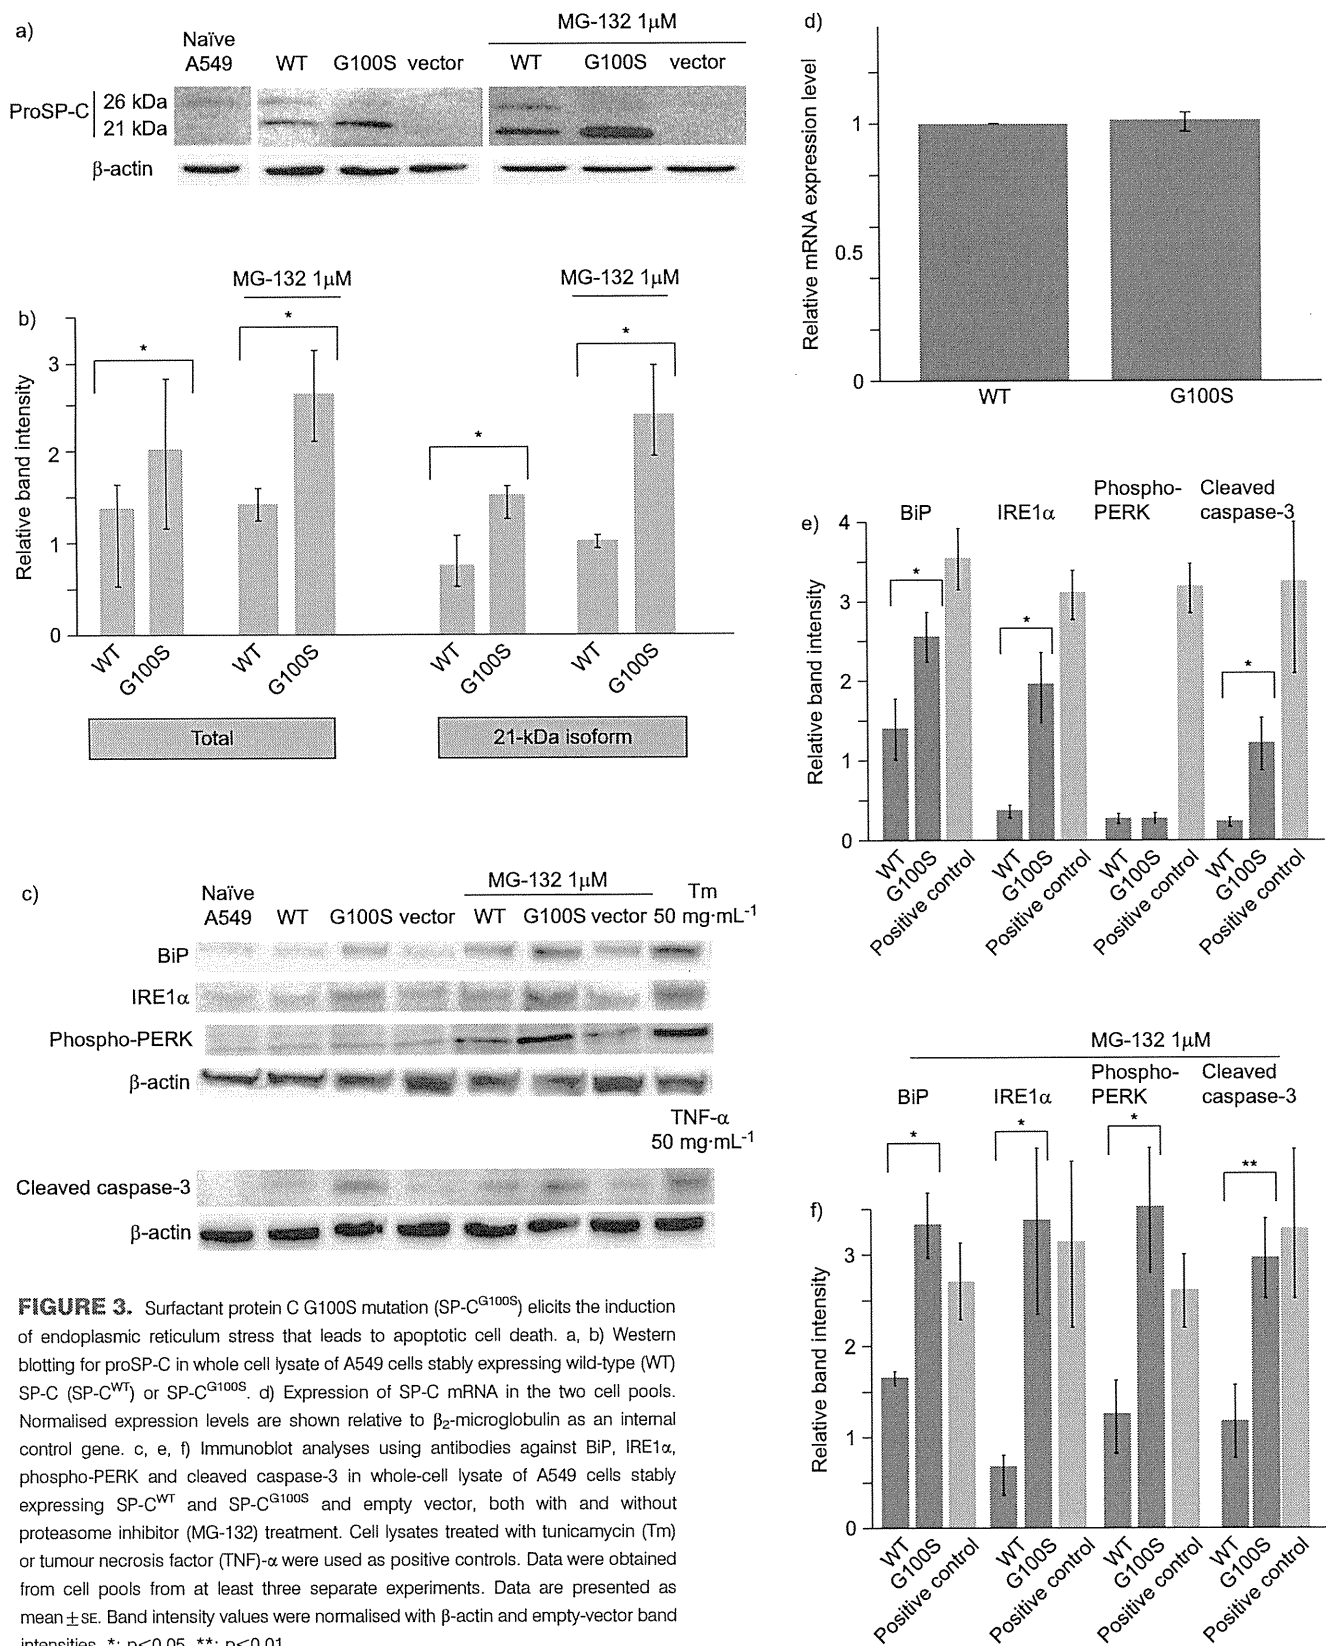 a)
Naïve
A549
WT
G100S
vector
MG-132 1µM
WT
G100S
vector
ProSP-C
26 kDa
21 kDa
β-actin
b)
Relative band intensity
3
2
1
0
*
MG-132 1µM
*
*
MG-132 1µM
*
WT
G100S
WT
G100S
WT
G100S
WT
G100S
Total
21-kDa isoform
c)
Naïve
A549
WT
G100S
vector
MG-132 1µM
WT
G100S
vector
Tm
50 mg·mL-1
BiP
IRE1α
Phospho-PERK
β-actin
TNF-α
50 mg·mL-1
Cleaved caspase-3
β-actin
FIGURE 3. Surfactant protein C G100S mutation (SP-CG100S) elicits the induction
of endoplasmic reticulum stress that leads to apoptotic cell death. a, b) Western
blotting for proSP-C in whole cell lysate of A549 cells stably expressing wild-type (WT)
SP-C (SP-CWT) or SP-CG100S. d) Expression of SP-C mRNA in the two cell pools.
Normalised expression levels are shown relative to β2-microglobulin as an internal
control gene. c, e, f) Immunoblot analyses using antibodies against BiP, IRE1α,
phospho-PERK and cleaved caspase-3 in whole-cell lysate of A549 cells stably
expressing SP-CWT and SP-CG100S and empty vector, both with and without
proteasome inhibitor (MG-132) treatment. Cell lysates treated with tunicamycin (Tm)
or tumour necrosis factor (TNF)-α were used as positive controls. Data were obtained
from cell pools from at least three separate experiments. Data are presented as
mean±SE. Band intensity values were normalised with β-actin and empty-vector band
intensities. *: p<0.05, **: p<0.01.
d)
Relative mRNA expression level
1
0.5
0
WT
G100S
e)
BiP
IRE1α
Phospho-
PERK
Cleaved
caspase-3
Relative band intensity
4
3
2
1
0
*
*
*
WT
G100S
Positive control
WT
G100S
Positive control
WT
G100S
Positive control
WT
G100S
Positive control
MG-132 1µM
BiP
IRE1α
Phospho-
PERK
Cleaved
caspase-3
f)
Relative band intensity
3
2
1
0
*
*
*
**
WT
G100S
Positive control
WT
G100S
Positive control
WT
G100S
Positive control
WT
G100S
Positive control